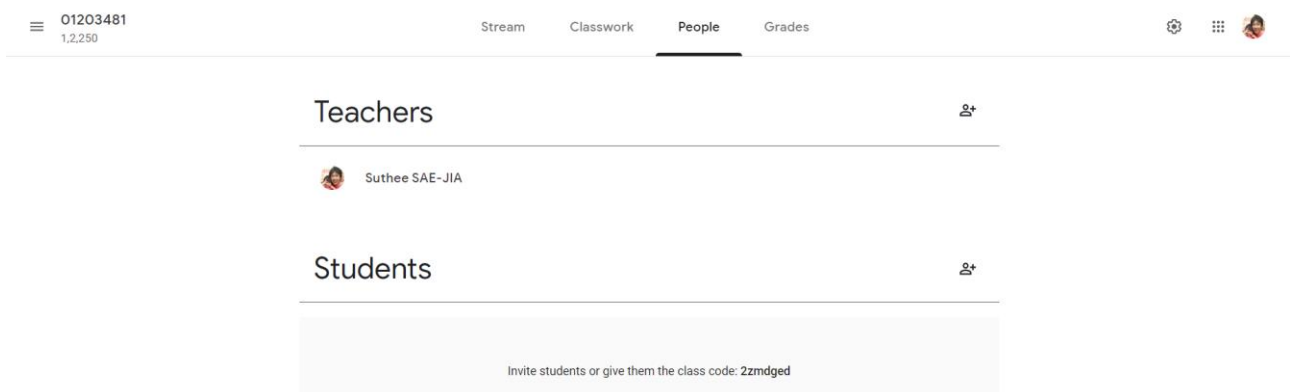 01203481
1,2,250
Stream Classwork People Grades
Teachers
Suthee SAE-JIA
Students
Invite students or give them the class code: 2zmdged